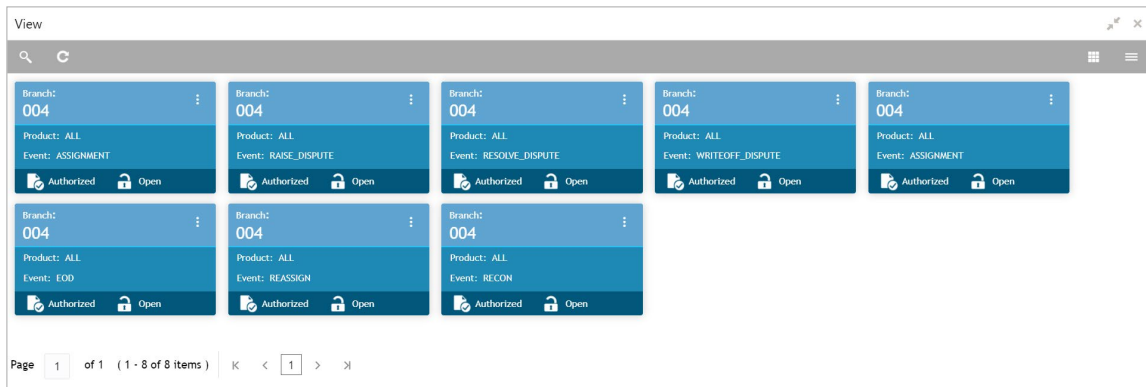 View
Branch:
004
Product: ALL
Event: ASSIGNMENT
Authorized Open
Branch:
004
Product: ALL
Event: RAISE_DISPUTE
Authorized Open
Branch:
004
Product: ALL
Event: RESOLVE_DISPUTE
Authorized Open
Branch:
004
Product: ALL
Event: WRITEOFF_DISPUTE
Authorized Open
Branch:
004
Product: ALL
Event: ASSIGNMENT
Authorized Open
Branch:
004
Product: ALL
Event: EOD
Authorized Open
Branch:
004
Product: ALL
Event: REASSIGN
Authorized Open
Branch:
004
Product: ALL
Event: RECON
Authorized Open
Page 1 of 1 ( 1 - 8 of 8 items ) 1